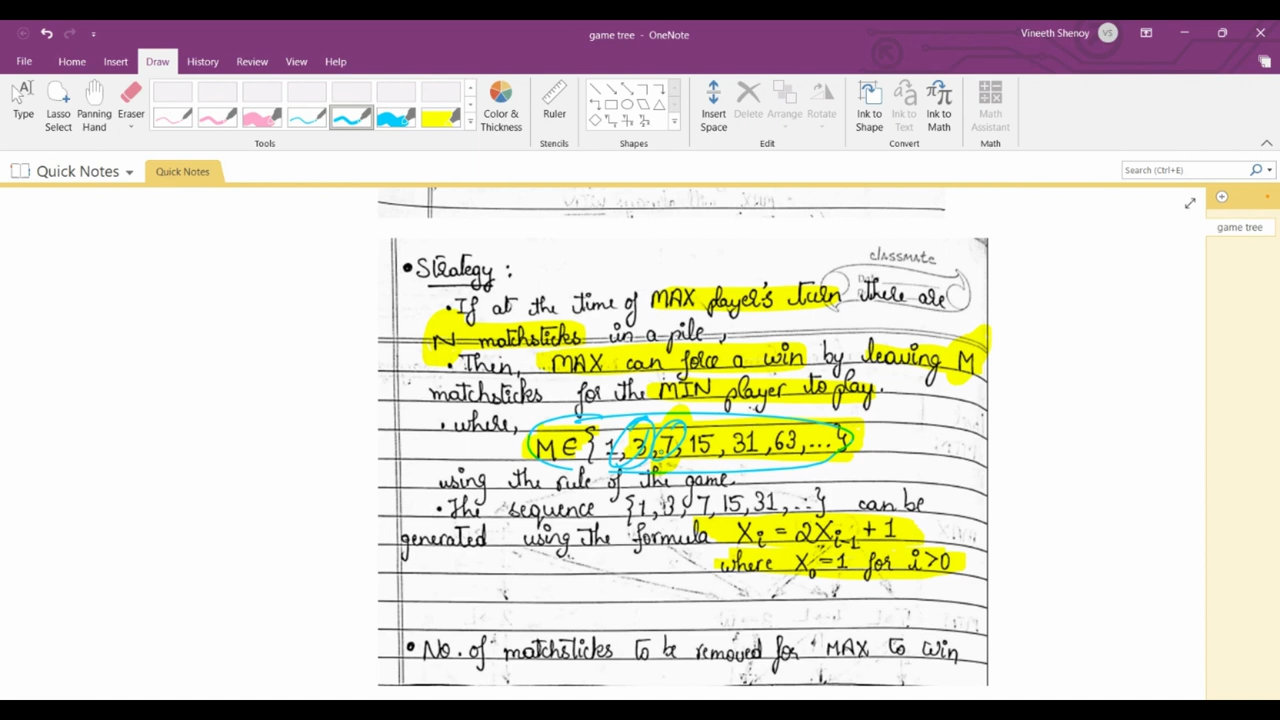 game tree - OneNote
Vineeth Shenoy
VS
File
Home
Insert
Draw
History
Review
View
Help
Type
Lasso Select
Panning Hand
Eraser
Color & Thickness
Ruler
Insert Space
Delete
Arrange
Rotate
Ink to Shape
Ink to Text
Ink to Math
Math Assistant
Tools
Stencils
Shapes
Edit
Convert
Math
Quick Notes
Quick Notes
Search (Ctrl+E)
game tree
classmate
• Strategy :
• If at the time of MAX player's turn there are
N matchsticks in a pile,
• Then, MAX can force a win by leaving M
matchsticks for the MIN player to play.
• where,
M ∈ { 1, 3, 7, 15, 31, 63, ... }
using the rule of the game.
• The sequence {1, 3, 7, 15, 31, ...} can be
generated using the formula Xi = 2Xi-1 + 1
where X0 = 1 for i > 0
• No. of matchsticks to be removed for MAX to win